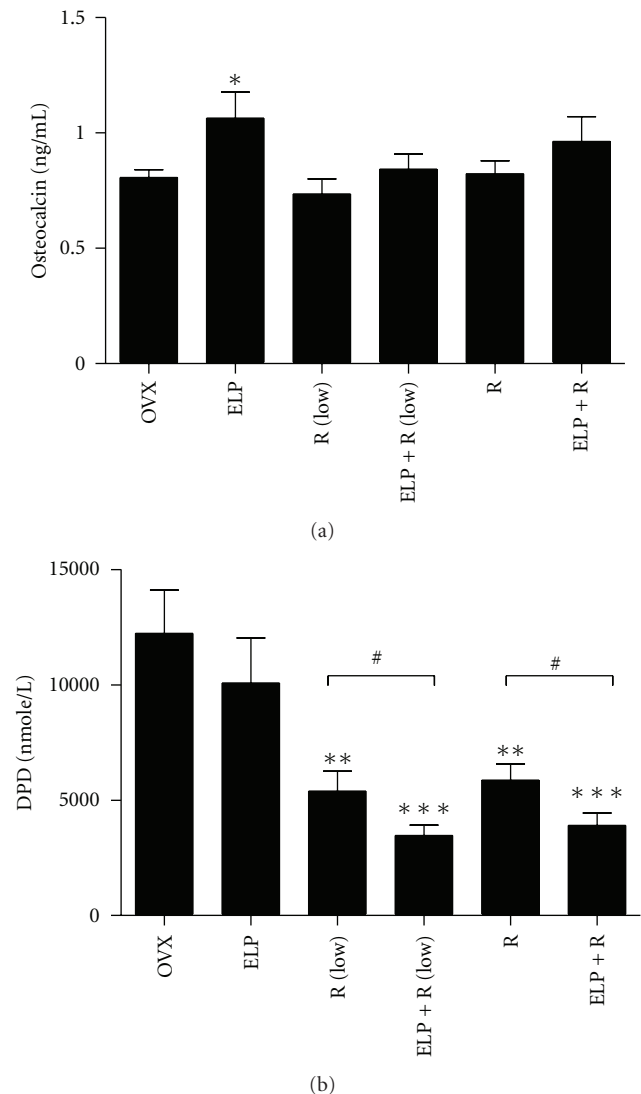 1.5
*
1
Osteocalcin (ng/mL)
0.5
0
OVX
ELP
R (low)
ELP + R (low)
R
ELP + R
(a)
15000
# #
10000
DPD (nmole/L)
** **
*** ***
5000
0
OVX
ELP
R (low)
ELP + R (low)
R
ELP + R
(b)